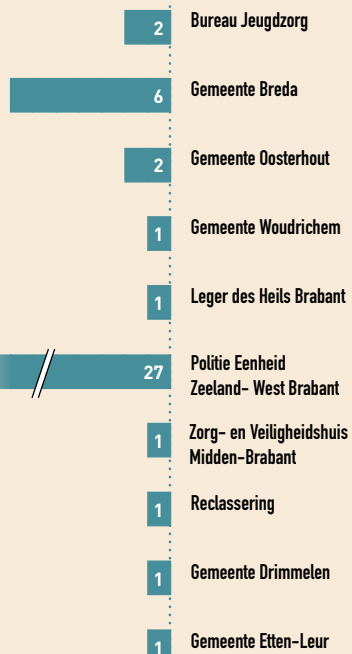 2 Bureau Jeugdzorg
6 Gemeente Breda
2 Gemeente Oosterhout
1 Gemeente Woudrichem
1 Leger des Heils Brabant
27 Politie Eenheid
Zeeland- West Brabant
1 Zorg- en Veiligheidshuis
Midden-Brabant
1 Reclassering
1 Gemeente Drimmelen
1 Gemeente Etten-Leur